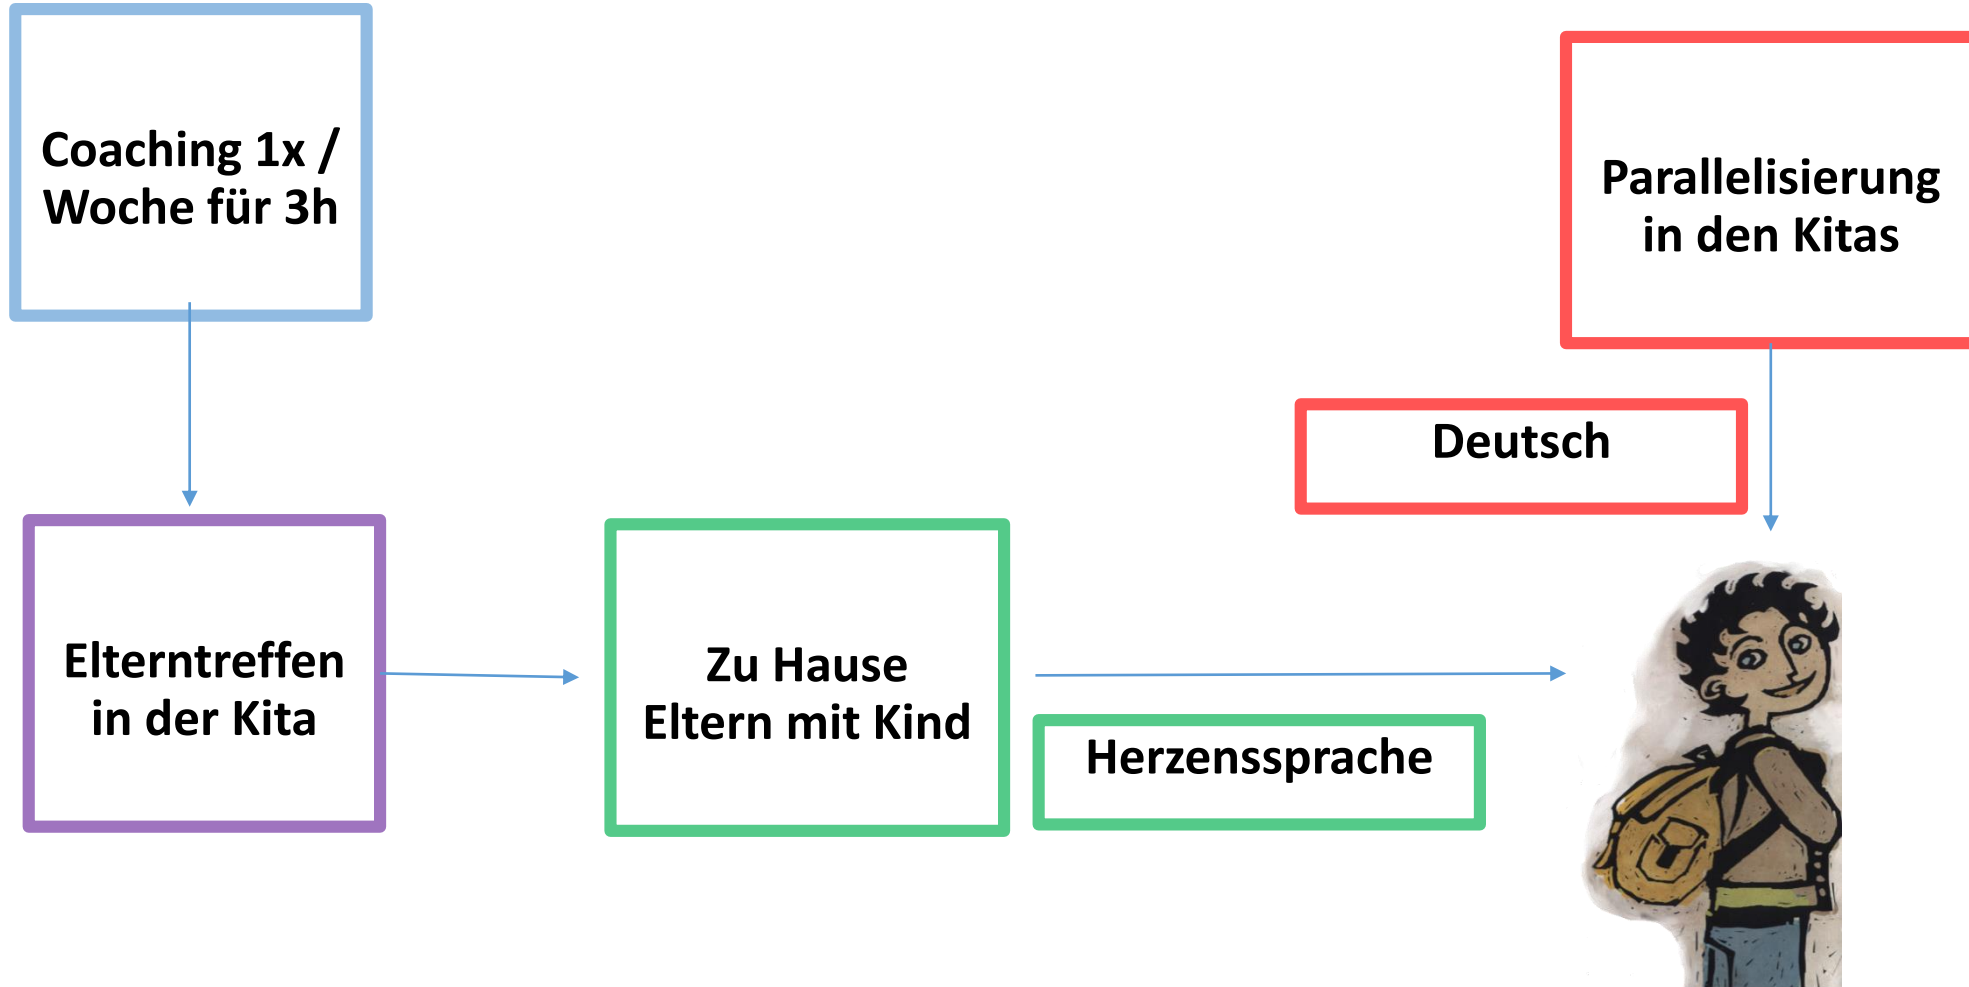 Coaching 1x /
Woche für 3h
Parallelisierung
in den Kitas
Deutsch
Elterntreffen
in der Kita
Zu Hause
Eltern mit Kind
Herzenssprache